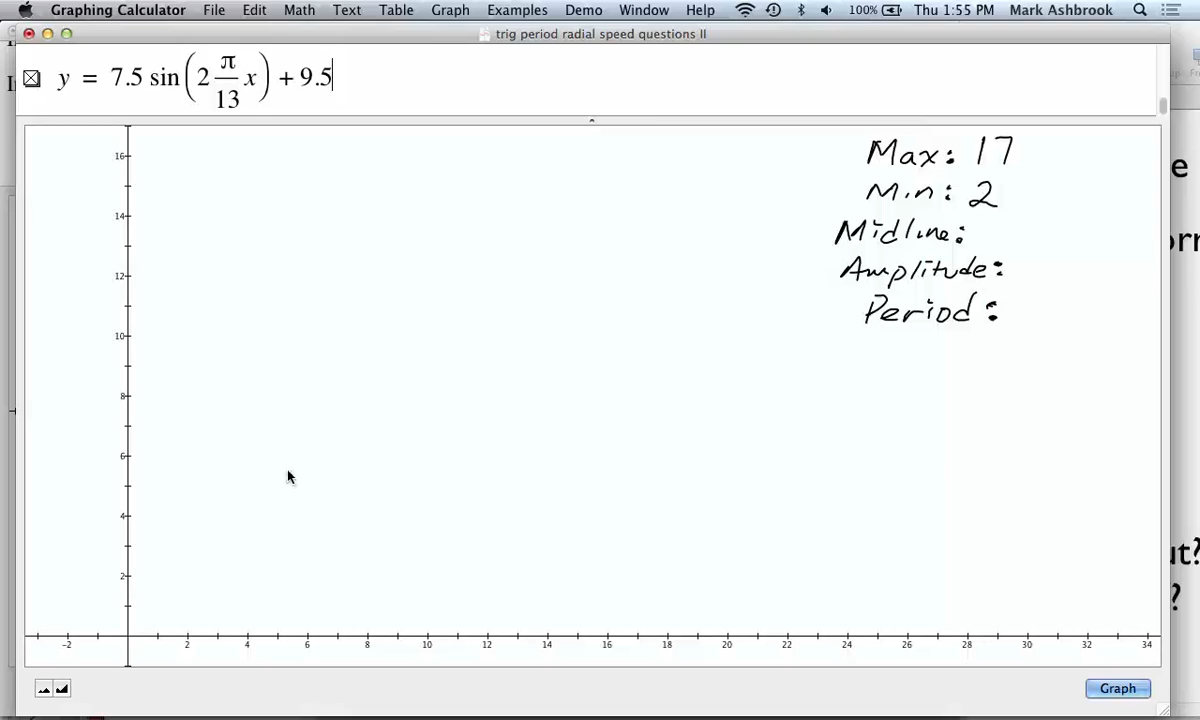 Graphing Calculator File Edit Math Text Table Graph Examples Demo Window Help 100% Thu 1:55 PM Mark Ashbrook
trig period radial speed questions II
y = 7.5 sin(2 π/13 x) + 9.5
Max: 17
Min: 2
Midline:
Amplitude:
Period:
16
14
12
10
8
6
4
2
-2 2 4 6 8 10 12 14 16 18 20 22 24 26 28 30 32 34
Graph